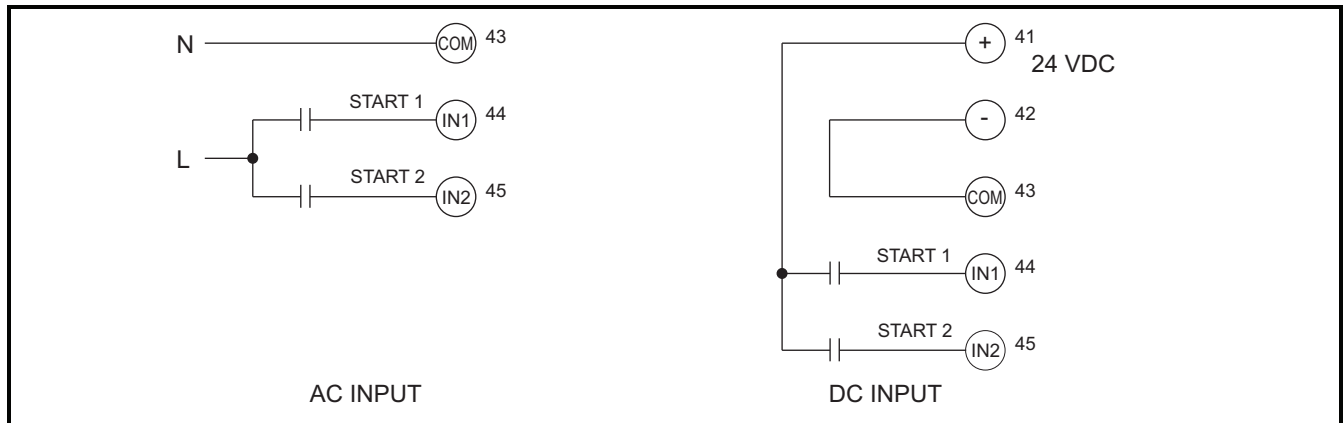 N
COM 43
START 1
IN1 44
L
START 2
IN2 45
AC INPUT
+ 41
24 VDC
- 42
COM 43
START 1
IN1 44
START 2
IN2 45
DC INPUT